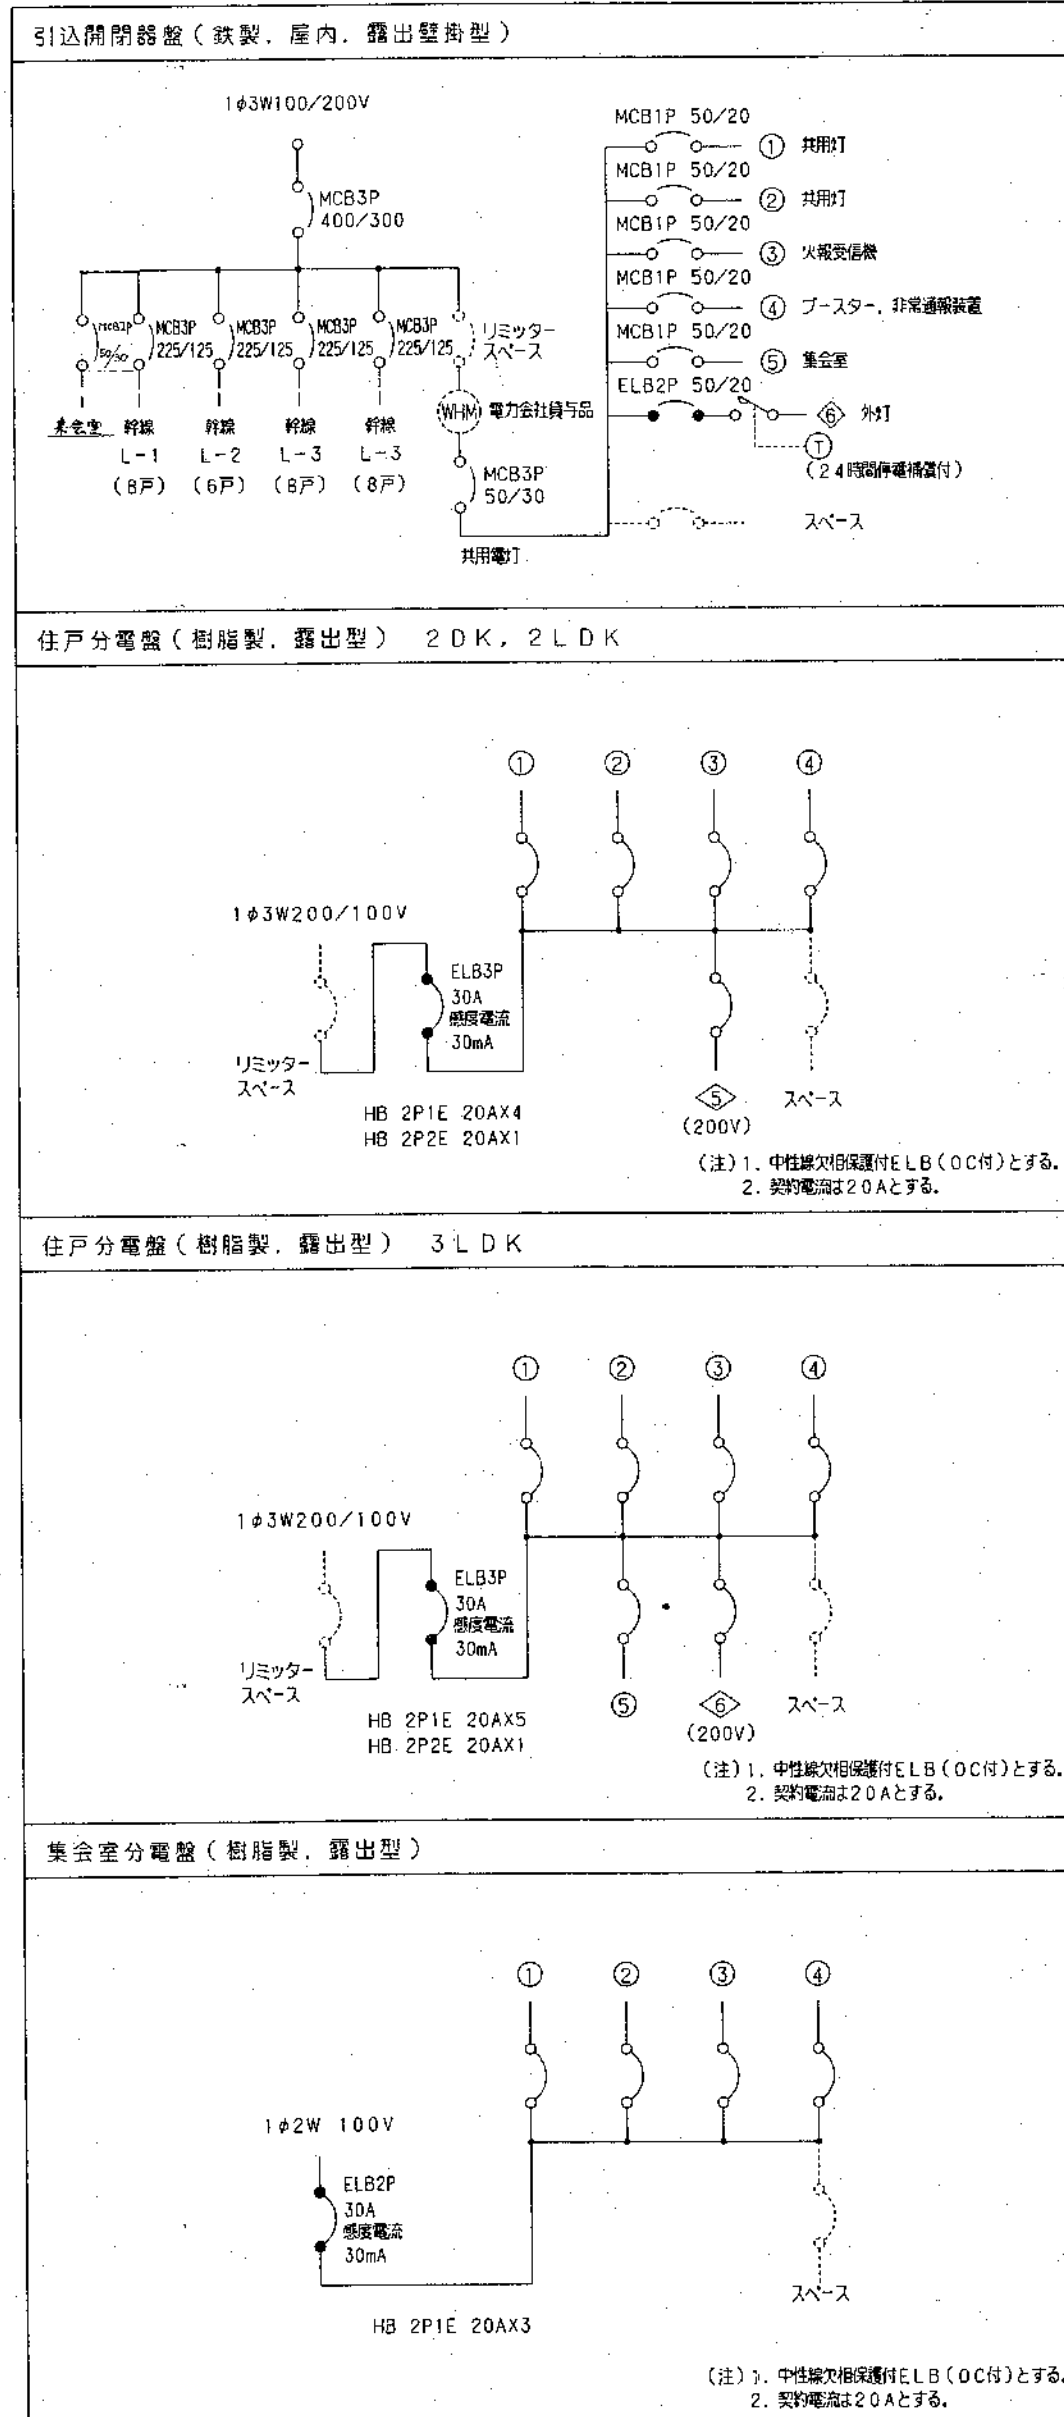 引込開閉器盤(鉄製．屋内．露出壁掛型)
1φ3W100/200V
MCB3P
400/300
MCB2P
50/30
MCB3P
225/125
MCB3P
225/125
MCB3P
225/125
MCB3P
225/125
リミッター
スペース
WHM 電力会社貸与品
MCB3P
50/30
集会室
幹線
L-1
(8戸)
幹線
L-2
(6戸)
幹線
L-3
(8戸)
幹線
L-3
(8戸)
共用電灯
MCB1P 50/20
① 共用灯
MCB1P 50/20
② 共用灯
MCB1P 50/20
③ 火報受信機
MCB1P 50/20
④ ブースター．非常通報装置
MCB1P 50/20
⑤ 集会室
ELB2P 50/20
6 外灯
T
(24時間停電補償付)
スペース
住戸分電盤(樹脂製．露出型) 2DK，2LDK
① ② ③ ④
1φ3W200/100V
ELB3P
30A
感度電流
30mA
リミッター
スペース
HB 2P1E 20AX4
HB 2P2E 20AX1
5
(200V)
スペース
(注)1．中性線欠相保護付ELB(OC付)とする。
2．契約電流は20Aとする。
住戸分電盤(樹脂製．露出型) 3LDK
① ② ③ ④
1φ3W200/100V
ELB3P
30A
感度電流
30mA
リミッター
スペース
HB 2P1E 20AX5
HB 2P2E 20AX1
⑤
6
(200V)
スペース
(注)1．中性線欠相保護付ELB(OC付)とする。
2．契約電流は20Aとする。
集会室分電盤(樹脂製．露出型)
① ② ③ ④
1φ2W 100V
ELB2P
30A
感度電流
30mA
スペース
HB 2P1E 20AX3
(注)1．中性線欠相保護付ELB(OC付)とする。
2．契約電流は20Aとする。